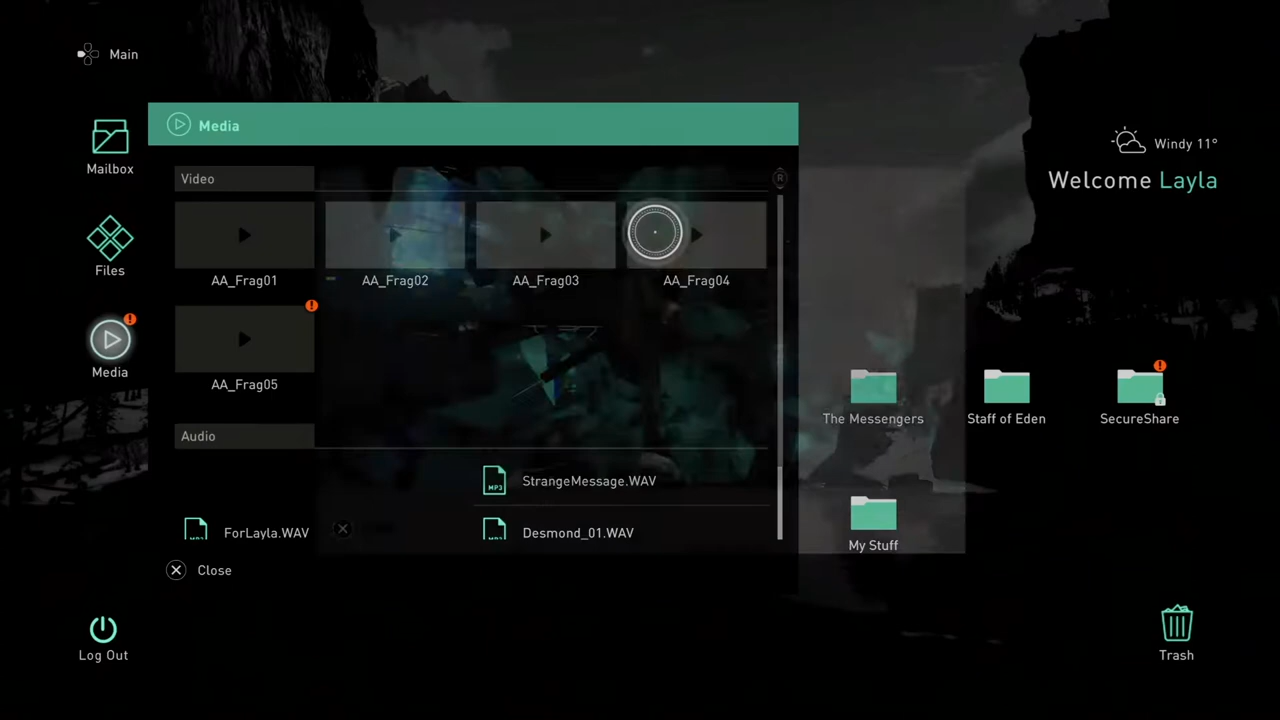 Main
Media
Windy 11°
Welcome Layla
Mailbox
Video
R
AA_Frag01
AA_Frag02
AA_Frag03
AA_Frag04
Files
!
!
AA_Frag05
Media
!
The Messengers
Staff of Eden
SecureShare
Audio
MP3
StrangeMessage.WAV
ForLayla.WAV
Desmond_01.WAV
My Stuff
Close
Log Out
Trash